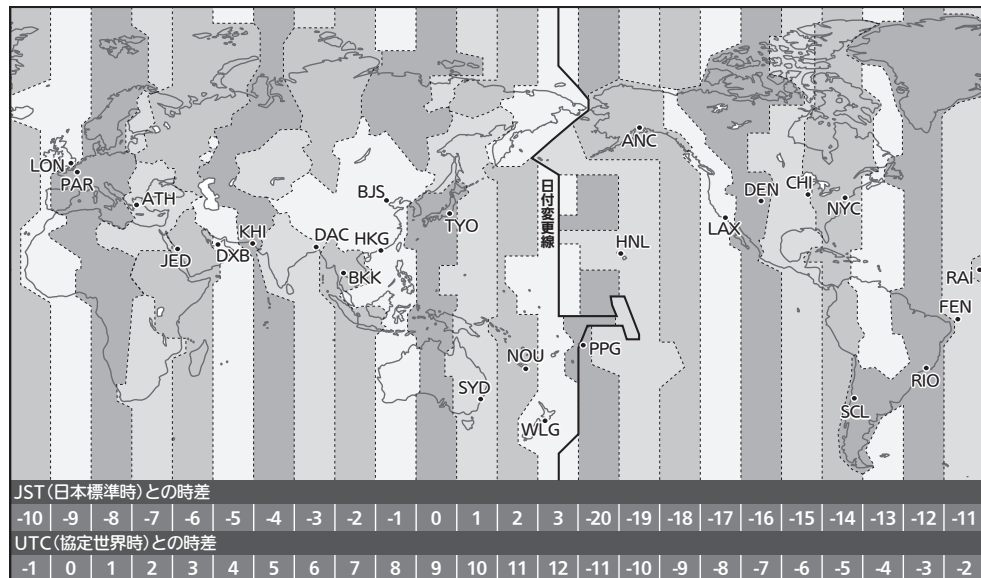 LON
PAR
ATH
JED
DXB
KHI
DAC
BJS
HKG
BKK
TYO
SYD
NOU
WLG
日付変更線
PPG
HNL
ANC
LAX
DEN
CHI
NYC
SCL
RIO
FEN
RAI
JST(日本標準時)との時差
-10 -9 -8 -7 -6 -5 -4 -3 -2 -1 0 1 2 3 -20 -19 -18 -17 -16 -15 -14 -13 -12 -11
UTC(協定世界時)との時差
-1 0 1 2 3 4 5 6 7 8 9 10 11 12 -11 -10 -9 -8 -7 -6 -5 -4 -3 -2